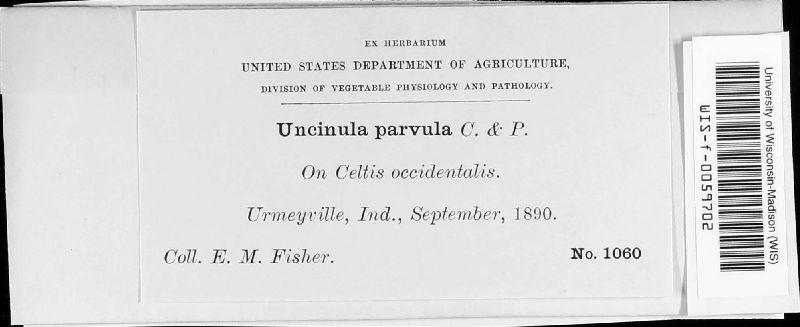 EX HERBARIUM
UNITED STATES DEPARTMENT OF AGRICULTURE,
DIVISION OF VEGETABLE PHYSIOLOGY AND PATHOLOGY.
Uncinula parvula C. & P.
On Celtis occidentalis.
Urmeyville, Ind., September, 1890.
Coll. E. M. Fisher.
No. 1060
University of Wisconsin-Madison (WIS)
WIS-f-0059702